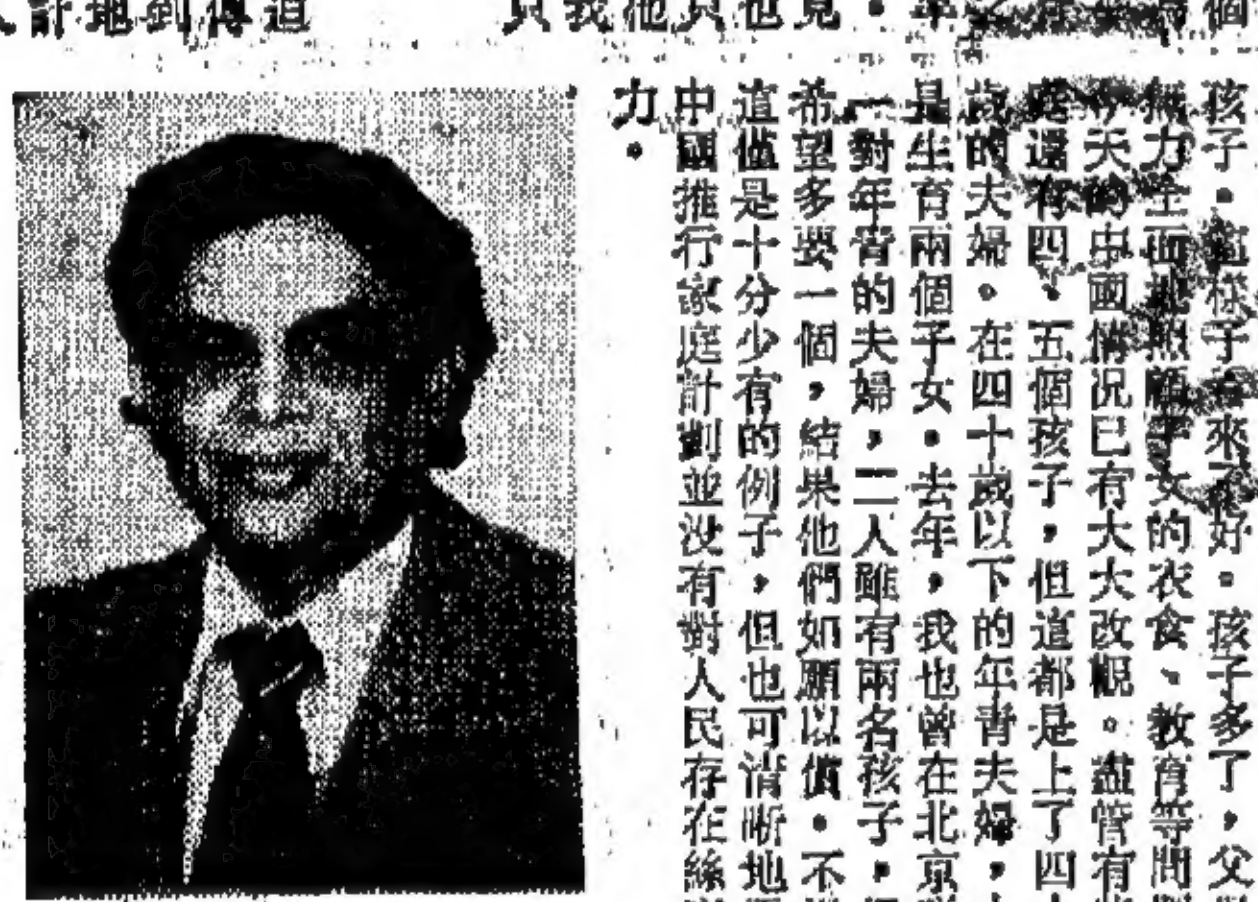 孩子。這樣子看來不很好。孩子多了,父
無力全面地照顧子女的衣食、教育等問
今天的中國情況已有大大改觀。儘管有
還有四、五個孩子,但這都是上了四
歲的夫婦。在四十歲以下的年青夫婦,
是生育兩個子女。去年,我也曾在北京
一對年青的夫婦,二人雖有兩名孩子,
希望多要一個,結果他們如願以償。不
這僅是十分少有的例子,但也可清晰地
中國推行家庭計劃並没有對人民存在絲
力。